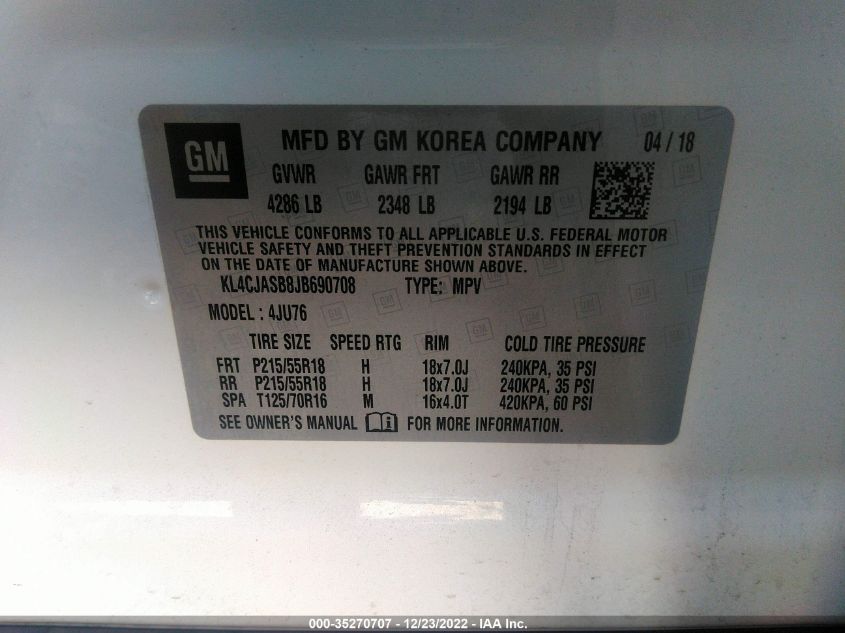 GM
MFD BY GM KOREA COMPANY 04 / 18
GVWR GAWR FRT GAWR RR
4286 LB 2348 LB 2194 LB
THIS VEHICLE CONFORMS TO ALL APPLICABLE U.S. FEDERAL MOTOR
VEHICLE SAFETY AND THEFT PREVENTION STANDARDS IN EFFECT
ON THE DATE OF MANUFACTURE SHOWN ABOVE.
KL4CJASB8JB690708 TYPE: MPV
MODEL : 4JU76
TIRE SIZE SPEED RTG RIM COLD TIRE PRESSURE
FRT P215/55R18 H 18x7.0J 240KPA, 35 PSI
RR P215/55R18 H 18x7.0J 240KPA, 35 PSI
SPA T125/70R16 M 16x4.0T 420KPA, 60 PSI
SEE OWNER'S MANUAL FOR MORE INFORMATION.
000-35270707 - 12/23/2022 - IAA Inc.